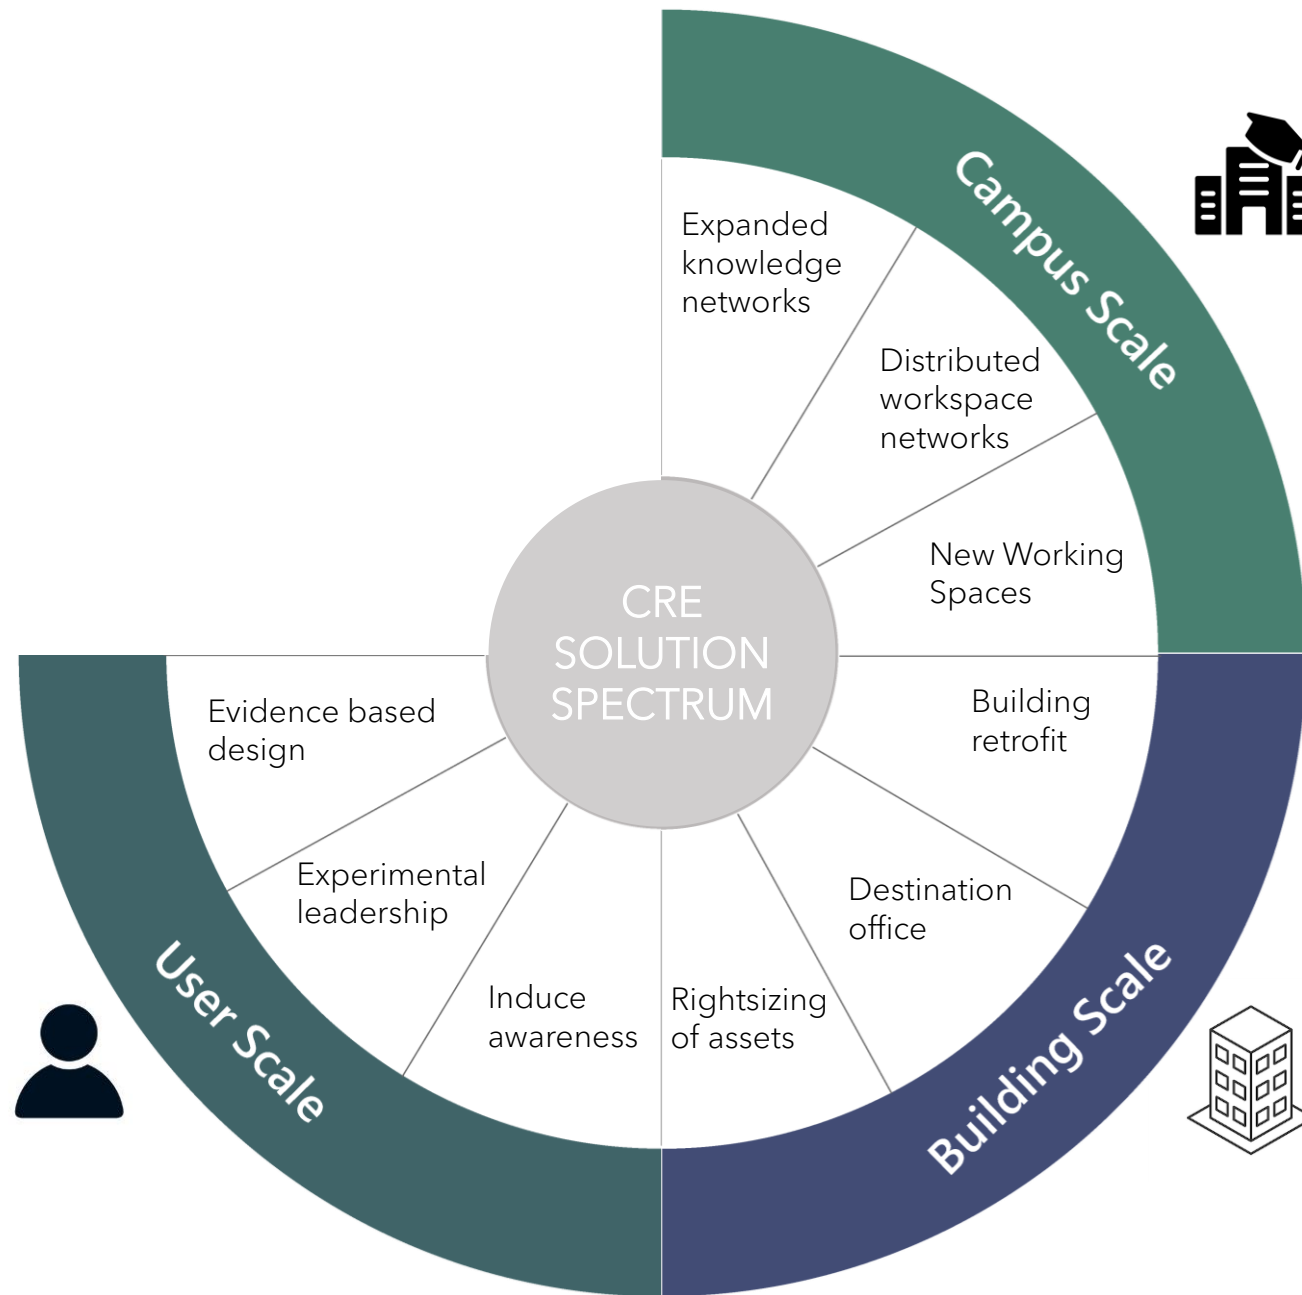 Campus Scale
Expanded
knowledge
networks
Distributed
workspace
networks
New Working
Spaces
CRE
SOLUTION
SPECTRUM
Building
retrofit
Destination
office
Rightsizing
of assets
Building Scale
Evidence based
design
Experimental
leadership
Induce
awareness
User Scale